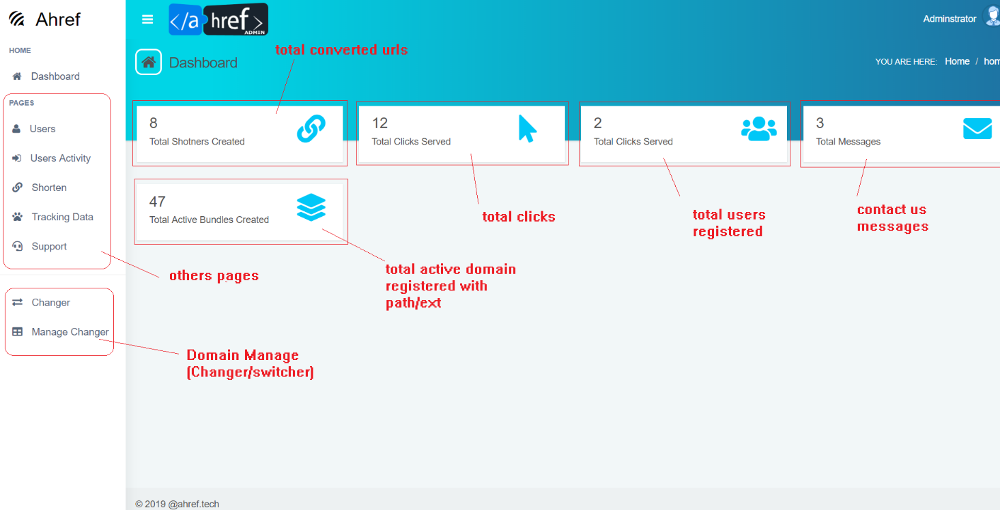 Ahref
</a>href>
ADMIN
Adminstrator
HOME
Dashboard
Dashboard
YOU ARE HERE: Home / hom
total converted urls
PAGES
Users
Users Activity
Shorten
Tracking Data
Support
8
Total Shotners Created
12
Total Clicks Served
2
Total Clicks Served
3
Total Messages
47
Total Active Bundles Created
total clicks
total users
registered
contact us
messages
others pages
total active domain
registered with
path/ext
Changer
Manage Changer
Domain Manage
(Changer/switcher)
© 2019 @ahref.tech